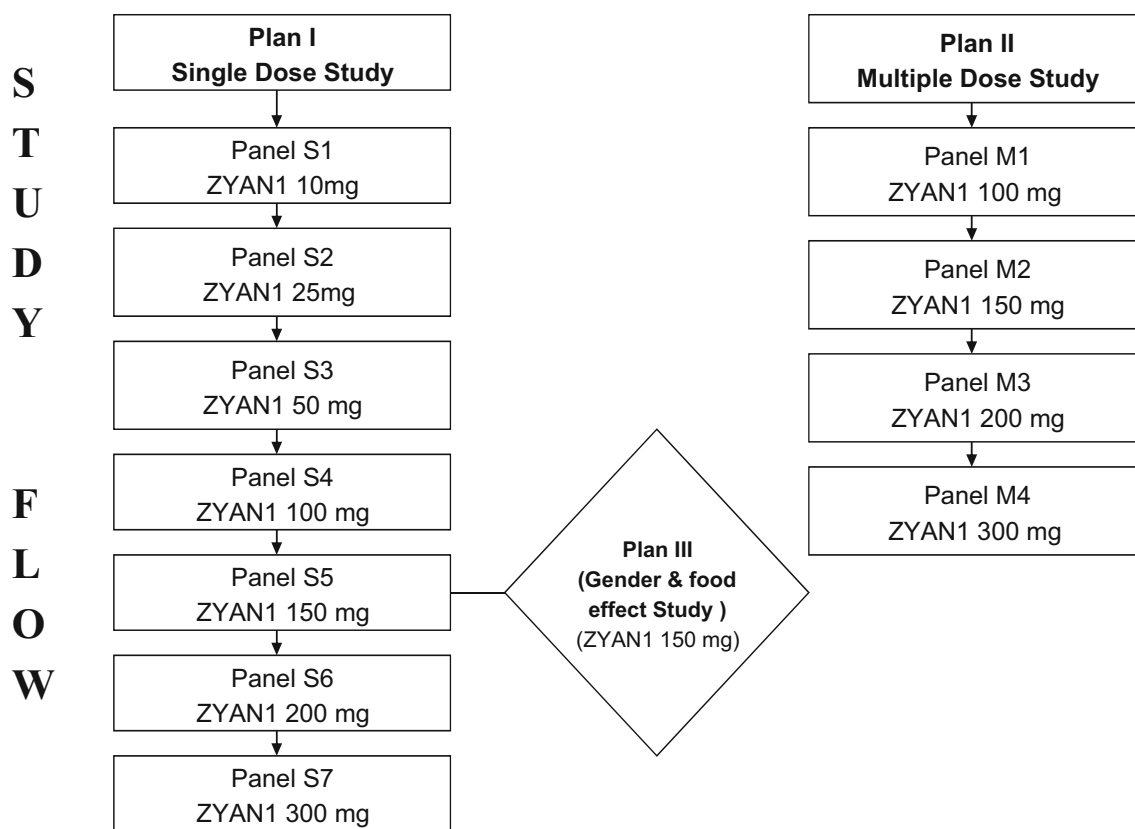 STUDY FLOW
Plan I
Single Dose Study
Panel S1
ZYAN1 10mg
Panel S2
ZYAN1 25mg
Panel S3
ZYAN1 50 mg
Panel S4
ZYAN1 100 mg
Panel S5
ZYAN1 150 mg
Panel S6
ZYAN1 200 mg
Panel S7
ZYAN1 300 mg
Plan III
(Gender & food
effect Study )
(ZYAN1 150 mg)
Plan II
Multiple Dose Study
Panel M1
ZYAN1 100 mg
Panel M2
ZYAN1 150 mg
Panel M3
ZYAN1 200 mg
Panel M4
ZYAN1 300 mg